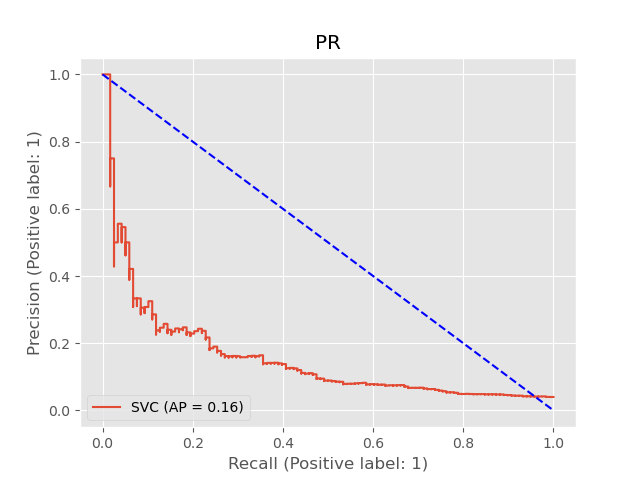 PR
Precision (Positive label: 1)
1.0
0.8
0.6
0.4
0.2
0.0
SVC (AP = 0.16)
0.0 0.2 0.4 0.6 0.8 1.0
Recall (Positive label: 1)